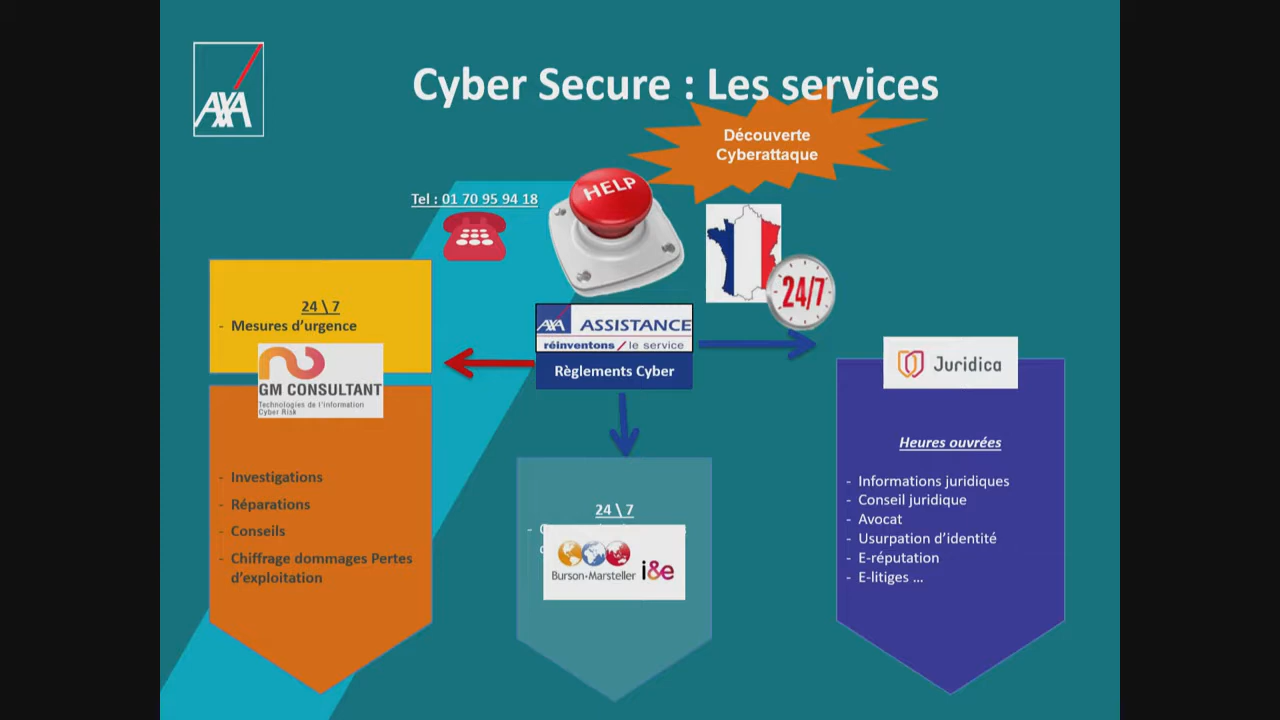 AXA
Cyber Secure : Les services
Découverte
Cyberattaque
Tel : 01 70 95 94 18
HELP
24/7
24 \ 7
- Mesures d'urgence
GM CONSULTANT
Technologies de l'Information
Cyber Risk
- Investigations
- Réparations
- Conseils
- Chiffrage dommages Pertes
d'exploitation
AXA ASSISTANCE
réinventons / le service
Règlements Cyber
24 \ 7
Burson•Marsteller i&e
Juridica
Heures ouvrées
- Informations juridiques
- Conseil juridique
- Avocat
- Usurpation d'identité
- E-réputation
- E-litiges ...